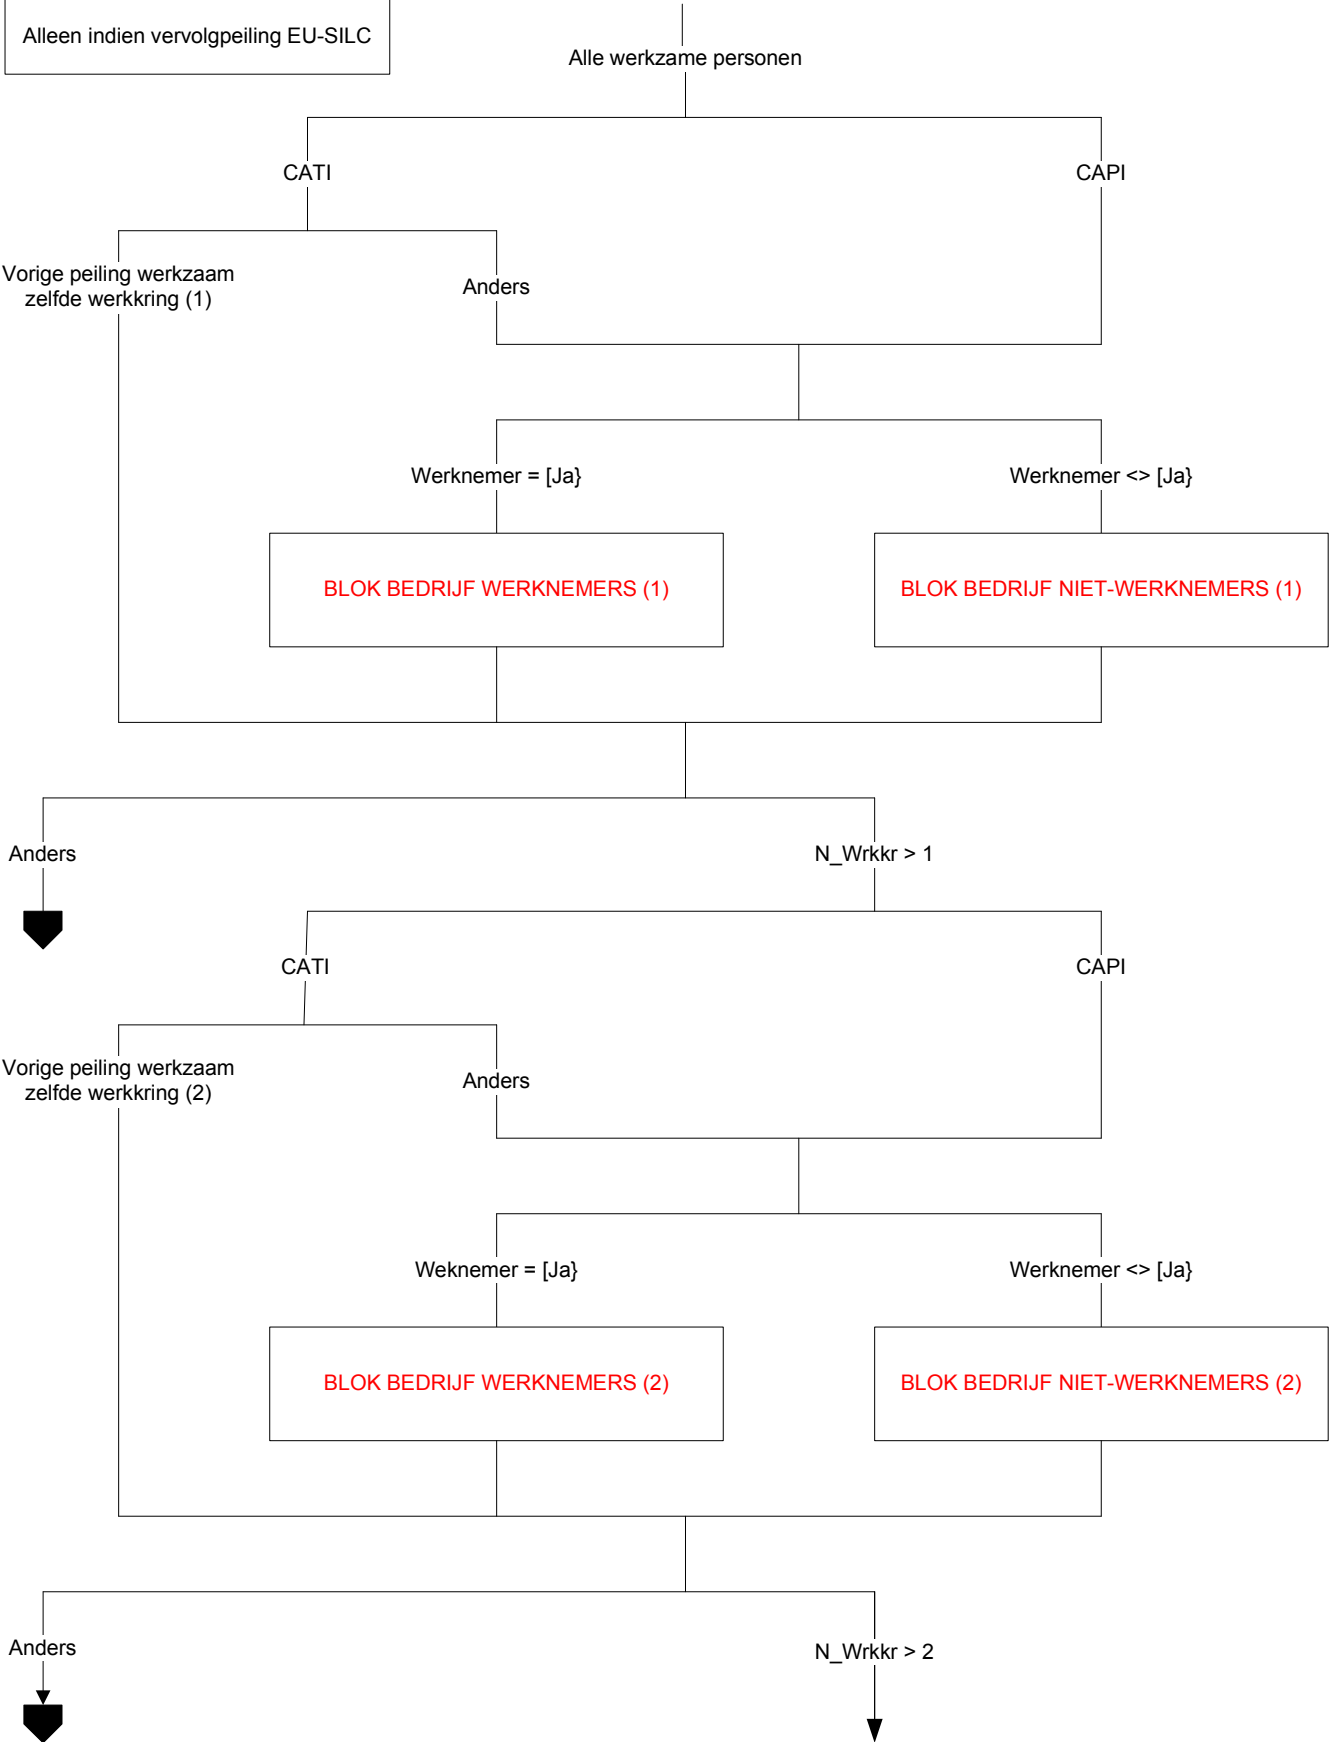 Alleen indien vervolgpeiling EU-SILC
Alle werkzame personen
CATI
CAPI
Vorige peiling werkzaam
zelfde werkkring (1)
Anders
Werknemer = [Ja}
Werknemer <> [Ja}
BLOK BEDRIJF WERKNEMERS (1)
BLOK BEDRIJF NIET-WERKNEMERS (1)
Anders
N_Wrkkr > 1
CATI
CAPI
Vorige peiling werkzaam
zelfde werkkring (2)
Anders
Weknemer = [Ja}
Werknemer <> [Ja}
BLOK BEDRIJF WERKNEMERS (2)
BLOK BEDRIJF NIET-WERKNEMERS (2)
Anders
N_Wrkkr > 2